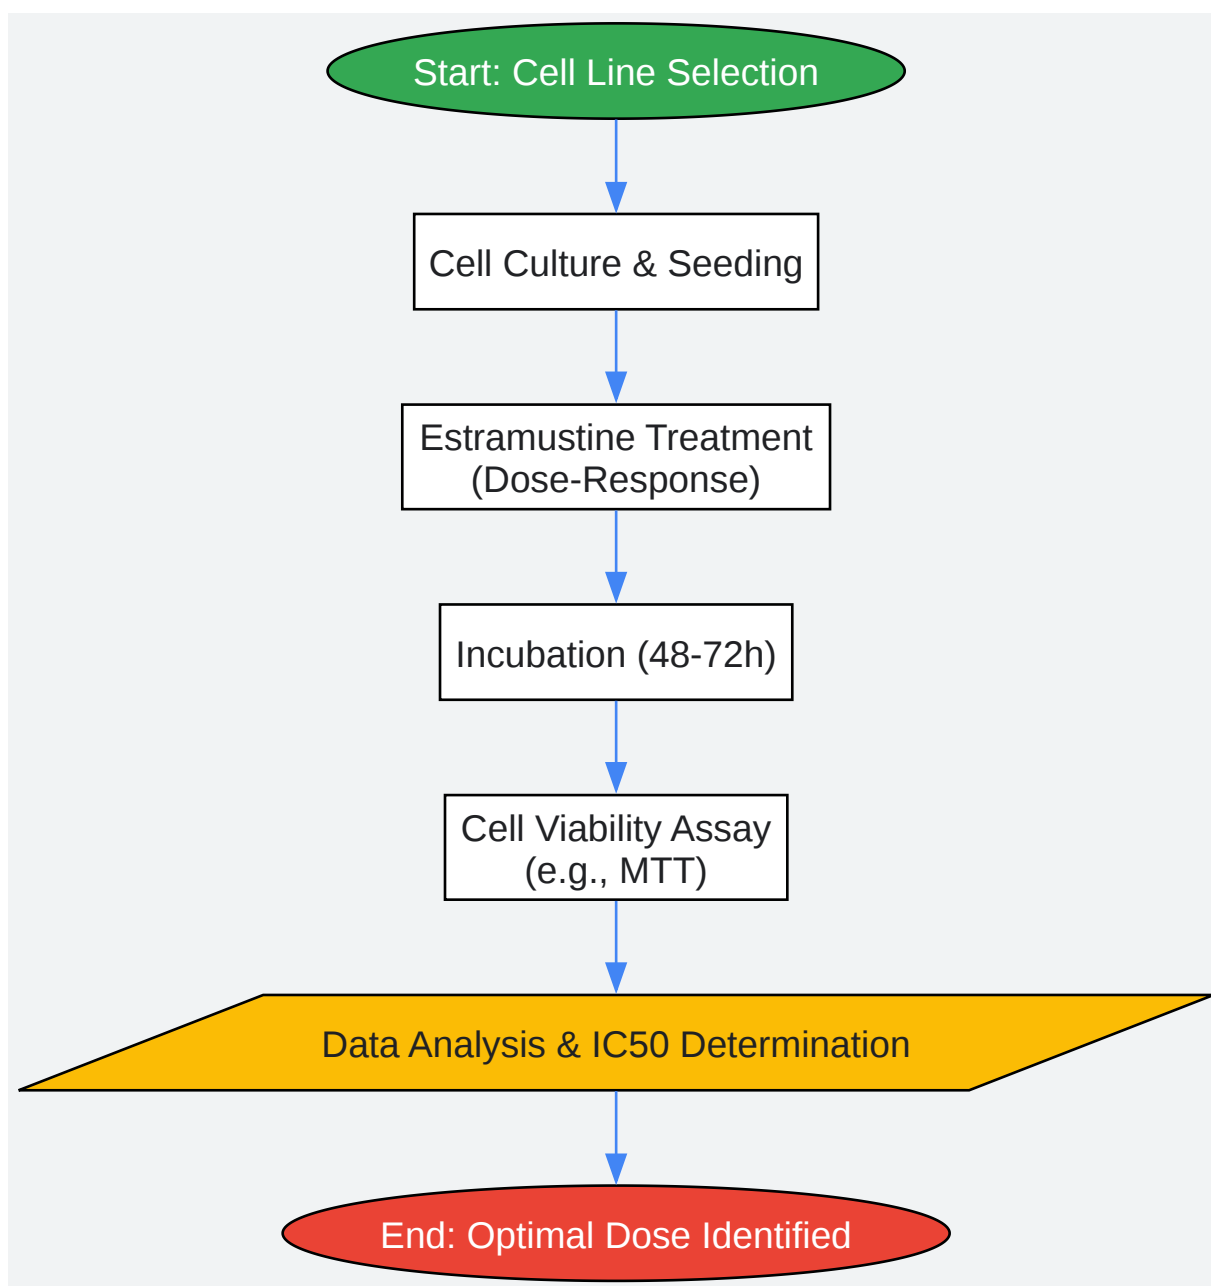 Start: Cell Line Selection
Cell Culture & Seeding
Estramustine Treatment
(Dose-Response)
Incubation (48-72h)
Cell Viability Assay
(e.g., MTT)
Data Analysis & IC50 Determination
End: Optimal Dose Identified